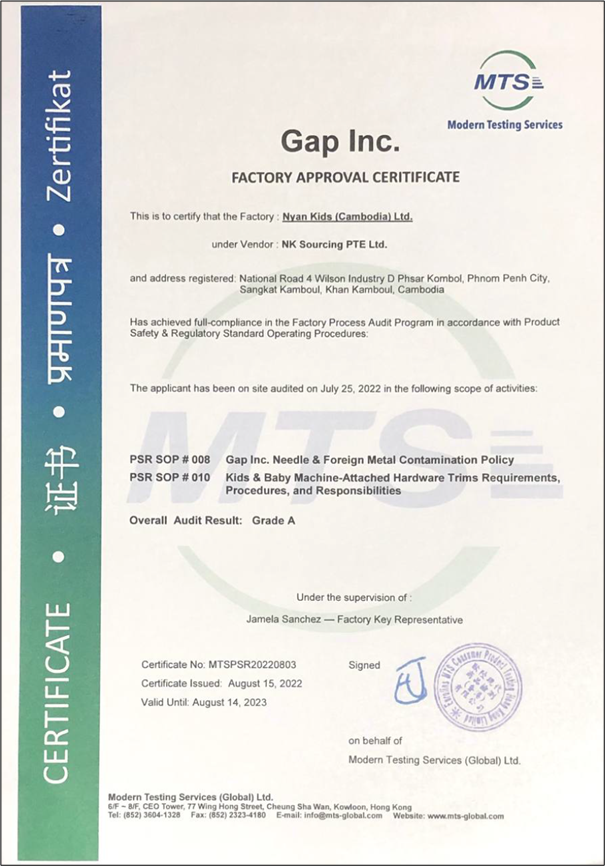 MTS
Modern Testing Services
Gap Inc.
FACTORY APPROVAL CERITIFICATE
This is to certify that the Factory : Nyan Kids (Cambodia) Ltd.
under Vendor : NK Sourcing PTE Ltd.
and address registered: National Road 4 Wilson Industry D Phsar Kombol, Phnom Penh City,
Sangkat Kamboul, Khan Kamboul, Cambodia
Has achieved full-compliance in the Factory Process Audit Program in accordance with Product
Safety & Regulatory Standard Operating Procedures:
The applicant has been on site audited on July 25, 2022 in the following scope of activities:
MTS
PSR SOP # 008 Gap Inc. Needle & Foreign Metal Contamination Policy
PSR SOP # 010 Kids & Baby Machine-Attached Hardware Trims Requirements,
Procedures, and Responsibilities
Overall Audit Result: Grade A
Under the supervision of :
Jamela Sanchez — Factory Key Representative
Certificate No: MTSPSR20220803 Signed
Certificate Issued: August 15, 2022
Valid Until: August 14, 2023
on behalf of
Modern Testing Services (Global) Ltd.
Modern Testing Services (Global) Ltd.
6/F ~ 8/F, CEO Tower, 77 Wing Hong Street, Cheung Sha Wan, Kowloon, Hong Kong
Tel: (852) 3604-1328 Fax: (852) 2323-4180 E-mail: info@mts-global.com Website: www.mts-global.com
CERTIFICATE • 证书 • प्रमाणपत्र • Zertifikat